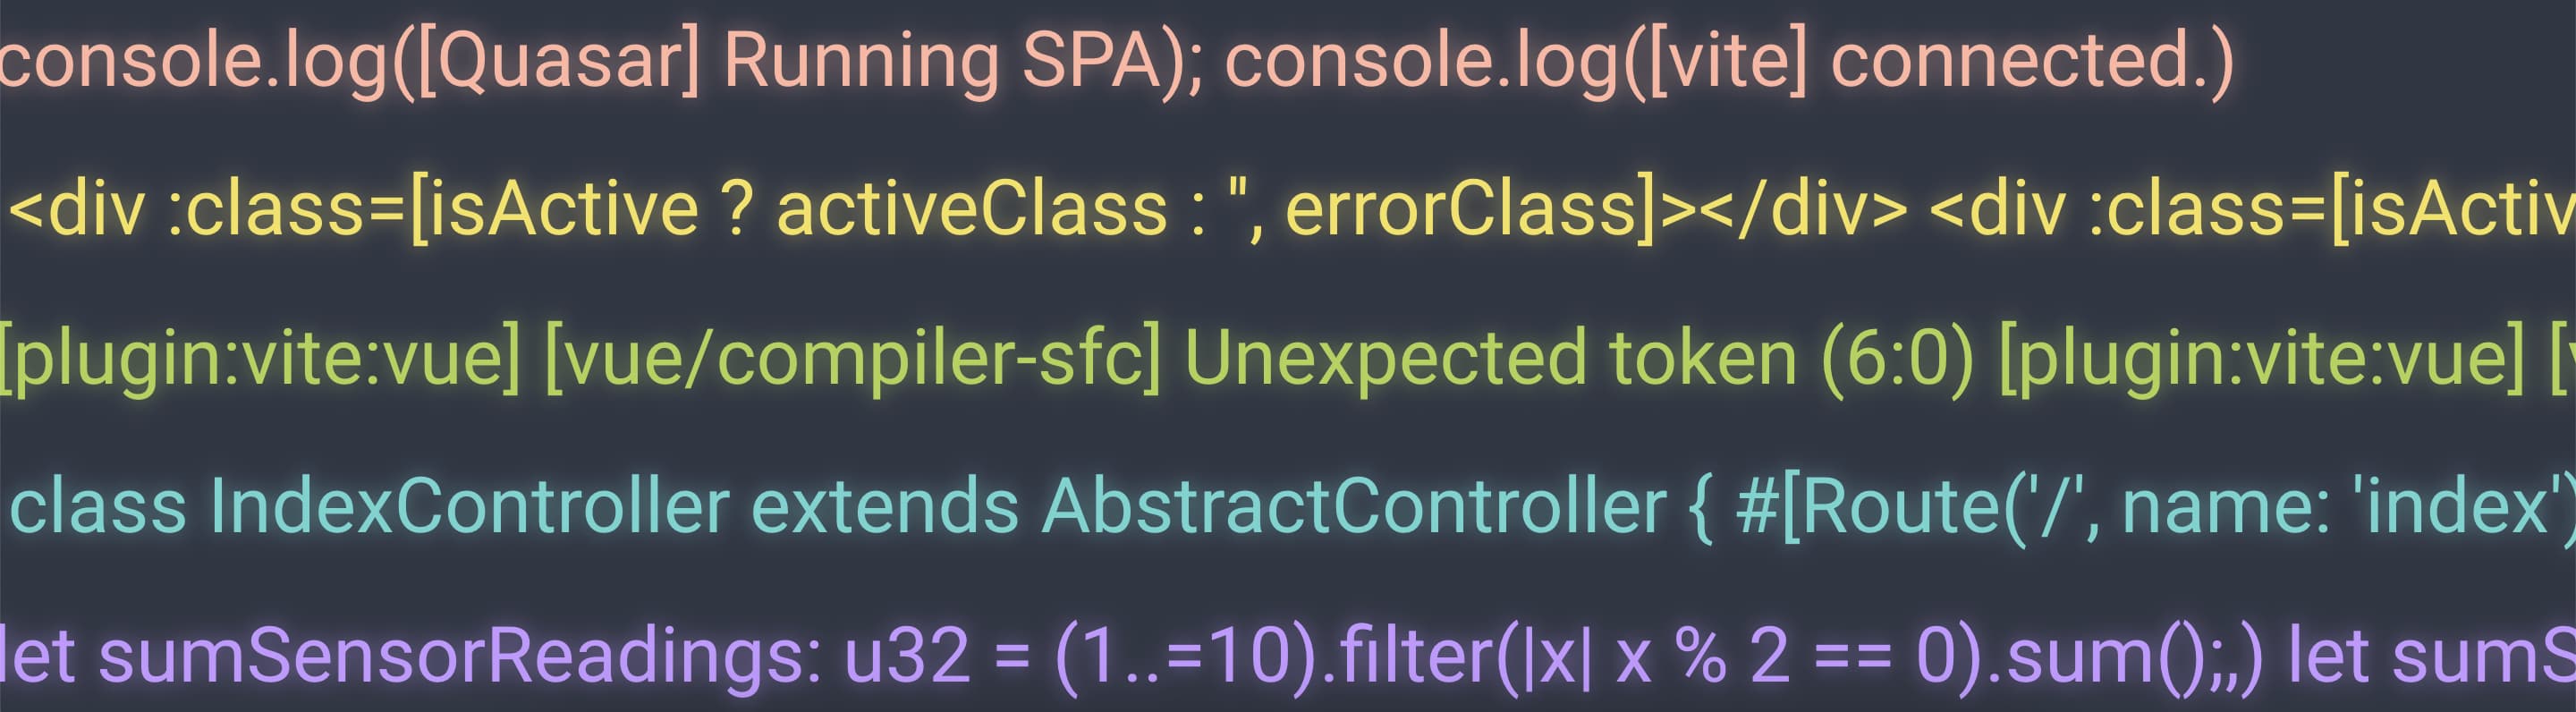 console.log([Quasar] Running SPA); console.log([vite] connected.)
<div :class=[isActive ? activeClass : '', errorClass]></div> <div :class=[isActiv
[plugin:vite:vue] [vue/compiler-sfc] Unexpected token (6:0) [plugin:vite:vue] [
class IndexController extends AbstractController { #[Route('/', name: 'index')
let sumSensorReadings: u32 = (1..=10).filter(|x| x % 2 == 0).sum();,,) let sumS